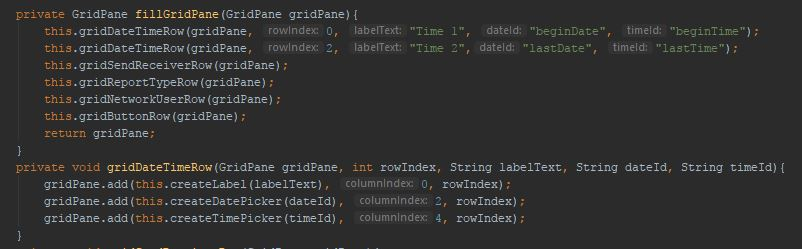 private GridPane fillGridPane(GridPane gridPane){
this.gridDateTimeRow(gridPane, rowIndex: 0, labelText: "Time 1", dateId: "beginDate", timeId: "beginTime");
this.gridDateTimeRow(gridPane, rowIndex: 2, labelText: "Time 2", dateId: "lastDate", timeId: "lastTime");
this.gridSendReceiverRow(gridPane);
this.gridReportTypeRow(gridPane);
this.gridNetworkUserRow(gridPane);
this.gridButtonRow(gridPane);
return gridPane;
}
private void gridDateTimeRow(GridPane gridPane, int rowIndex, String labelText, String dateId, String timeId){
gridPane.add(this.createLabel(labelText), columnIndex: 0, rowIndex);
gridPane.add(this.createDatePicker(dateId), columnIndex: 2, rowIndex);
gridPane.add(this.createTimePicker(timeId), columnIndex: 4, rowIndex);
}